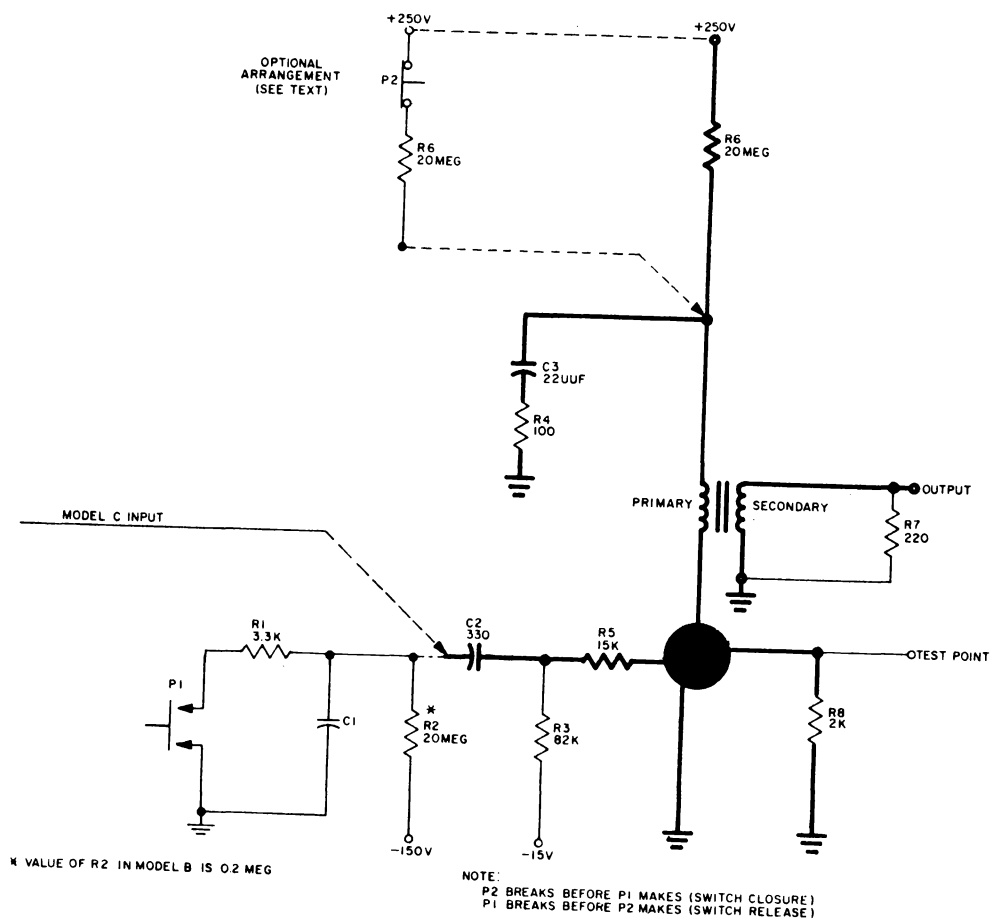 +250V
+250V
OPTIONAL
ARRANGEMENT
(SEE TEXT)
P2
R6
20MEG
R6
20MEG
C3
22UUF
R4
100
PRIMARY
SECONDARY
OUTPUT
R7
220
MODEL C INPUT
R1
3.3K
C2
330
R5
15K
TEST POINT
P1
C1
*
R2
20MEG
R3
82K
R8
2K
-150V
-15V
* VALUE OF R2 IN MODEL B IS 0.2 MEG
NOTE:
P2 BREAKS BEFORE P1 MAKES (SWITCH CLOSURE)
P1 BREAKS BEFORE P2 MAKES (SWITCH RELEASE)